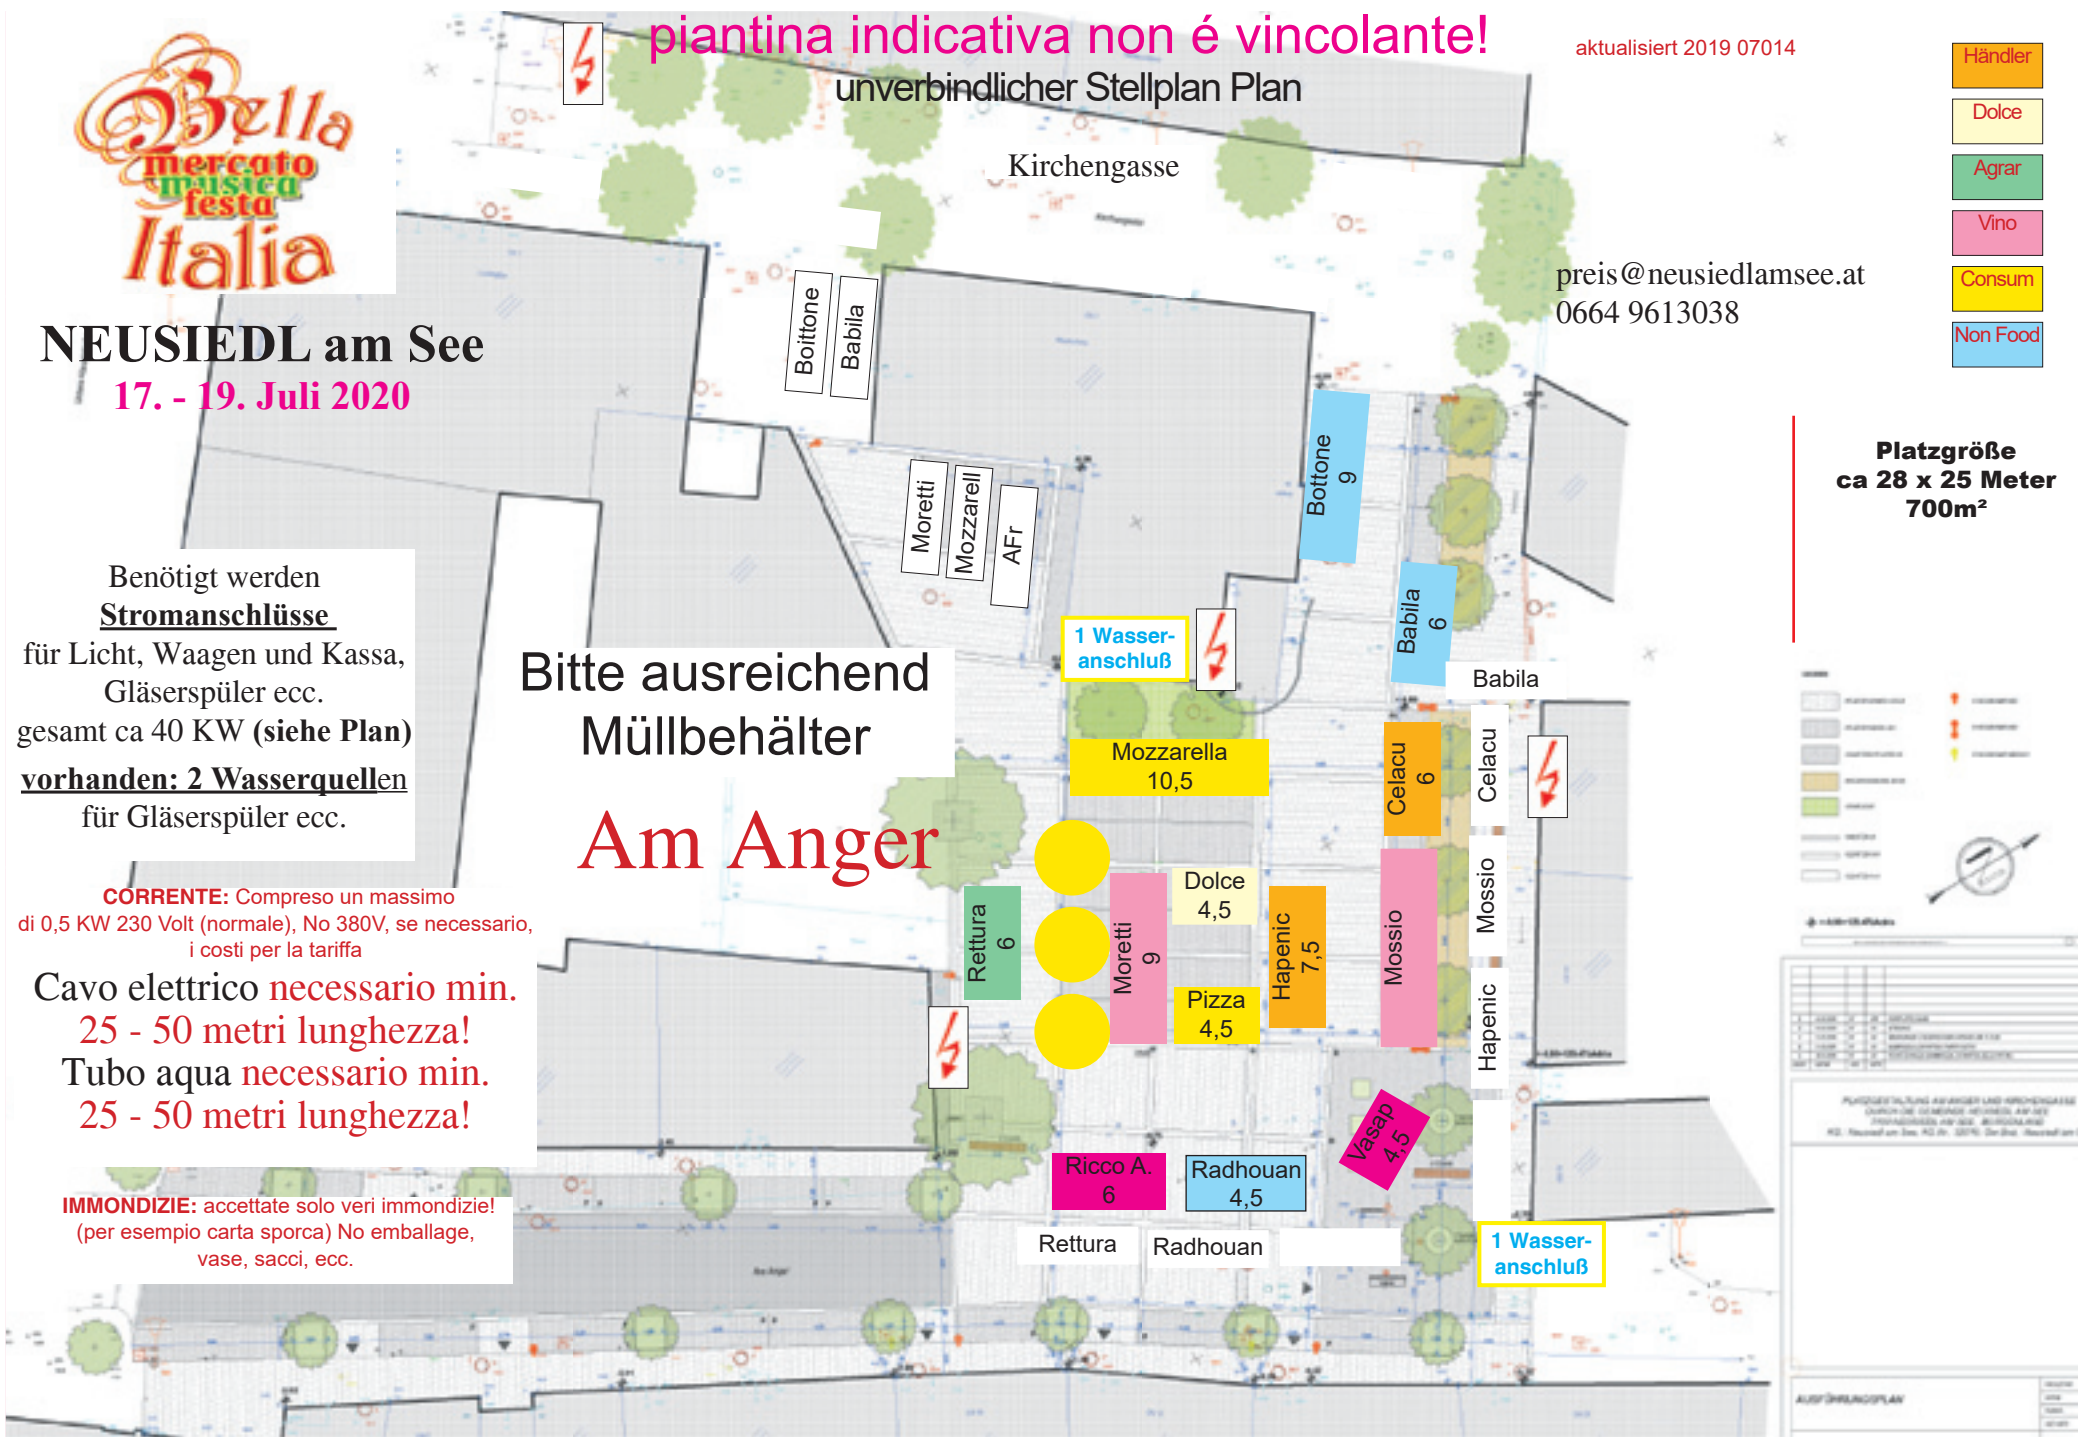 piantina indicativa non é vincolante!
unverbindlicher Stellplan Plan
aktualisiert 2019 07014
Händler
Dolce
Agrar
Vino
Consum
Non Food
Bella
mercato
musica
festa
Italia
NEUSIEDL am See
17. - 19. Juli 2020
Kirchengasse
preis@neusiedlamsee.at
0664 9613038
Platzgröße
ca 28 x 25 Meter
700m²
Boittone
Babila
Moretti
Mozzarell
AFr
Bottone
9
Babila
6
Babila
Benötigt werden
Stromanschlüsse
für Licht, Waagen und Kassa,
Gläserspüler ecc.
gesamt ca 40 KW (siehe Plan)
vorhanden: 2 Wasserquellen
für Gläserspüler ecc.
1 Wasser-
anschluß
Bitte ausreichend
Müllbehälter
Am Anger
Mozzarella
10,5
Celacu
6
Celacu
Mossio
Mossio
Hapenic
Rettura
6
Moretti
9
Dolce
4,5
Pizza
4,5
Hapenic
7,5
CORRENTE: Compreso un massimo
di 0,5 KW 230 Volt (normale), No 380V, se necessario,
i costi per la tariffa
Cavo elettrico necessario min.
25 - 50 metri lunghezza!
Tubo aqua necessario min.
25 - 50 metri lunghezza!
IMMONDIZIE: accettate solo veri immondizie!
(per esempio carta sporca) No emballage,
vase, sacci, ecc.
Vasap
4,5
Ricco A.
6
Radhouan
4,5
Rettura
Radhouan
1 Wasser-
anschluß
AUSFÜHRUNGSPLAN